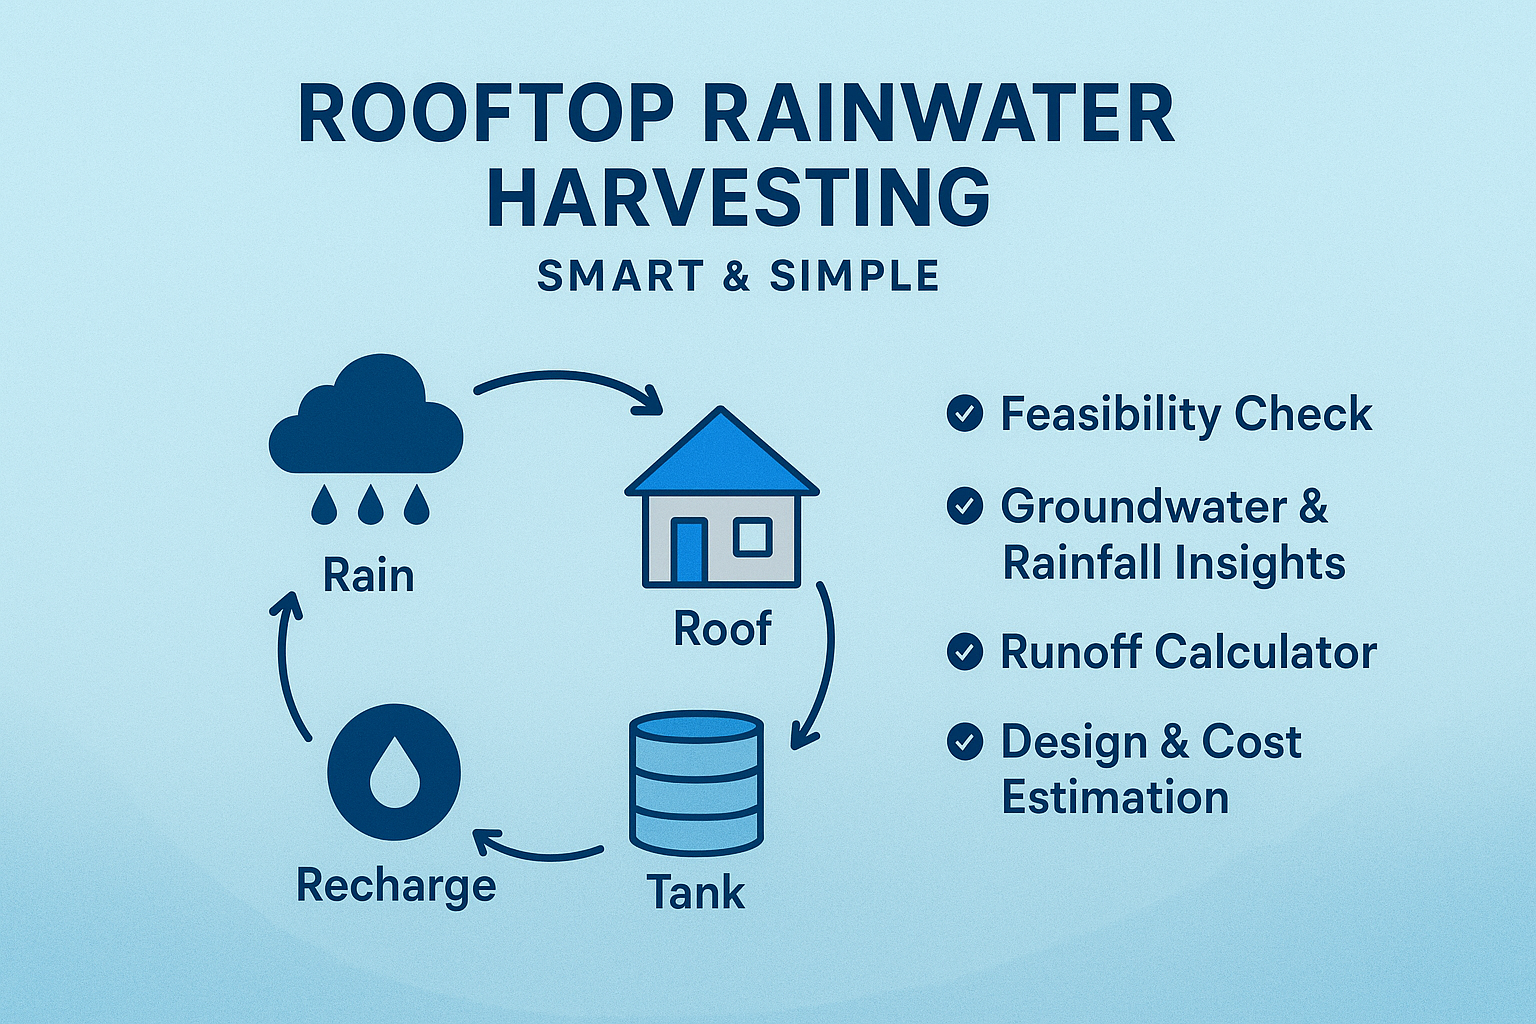 ROOFTOP RAINWATER
HARVESTING
SMART & SIMPLE
Rain
Roof
Recharge
Tank
Feasibility Check
Groundwater &
Rainfall Insights
Runoff Calculator
Design & Cost
Estimation